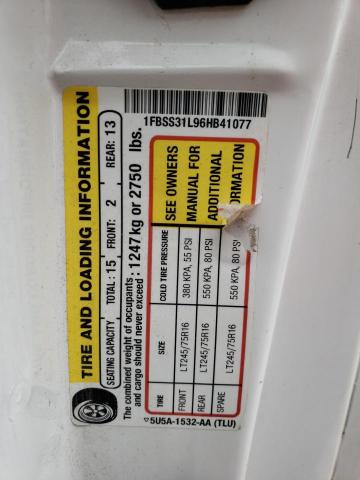 1FBSS31L96HB41077
TIRE AND LOADING INFORMATION
SEATING CAPACITY TOTAL: 15 FRONT: 2 REAR: 13
The combined weight of occupants
and cargo should never exceed : 1247 kg or 2750 lbs.
TIRE SIZE COLD TIRE PRESSURE
FRONT LT245/75R16 380 KPA, 55 PSI
REAR LT245/75R16 550 KPA, 80 PSI
SPARE LT245/75R16 550 KPA, 80 PSI
SEE OWNERS
MANUAL FOR
ADDITIONAL
ORMATION
5U5A-1532-AA (TLU)